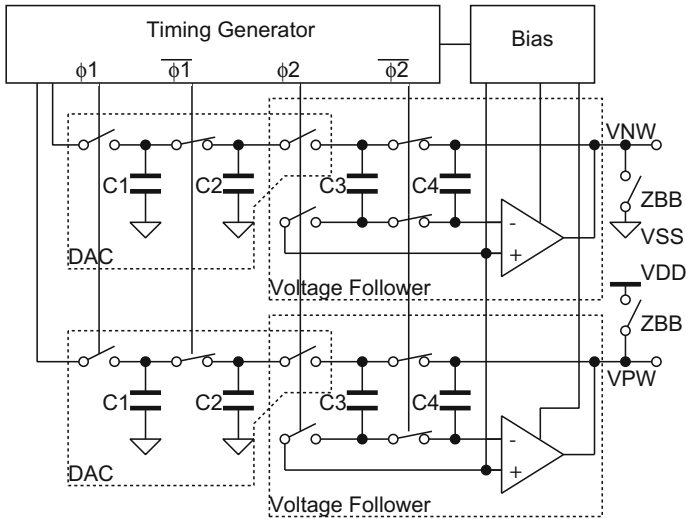 Timing Generator
Bias
ϕ1
ϕ1
ϕ2
ϕ2
VNW
C1
C2
C3
C4
-
+
ZBB
VSS
DAC
Voltage Follower
VDD
ZBB
VPW
C1
C2
C3
C4
-
+
DAC
Voltage Follower